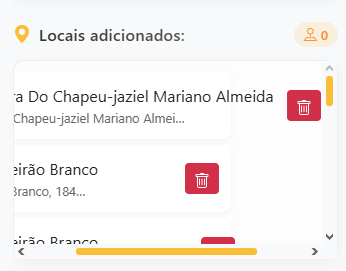 Locais adicionados:
0
ra Do Chapeu-jaziel Mariano Almeida
Chapeu-jaziel Mariano Almei...
eirão Branco
Branco, 184...
eirão Branco